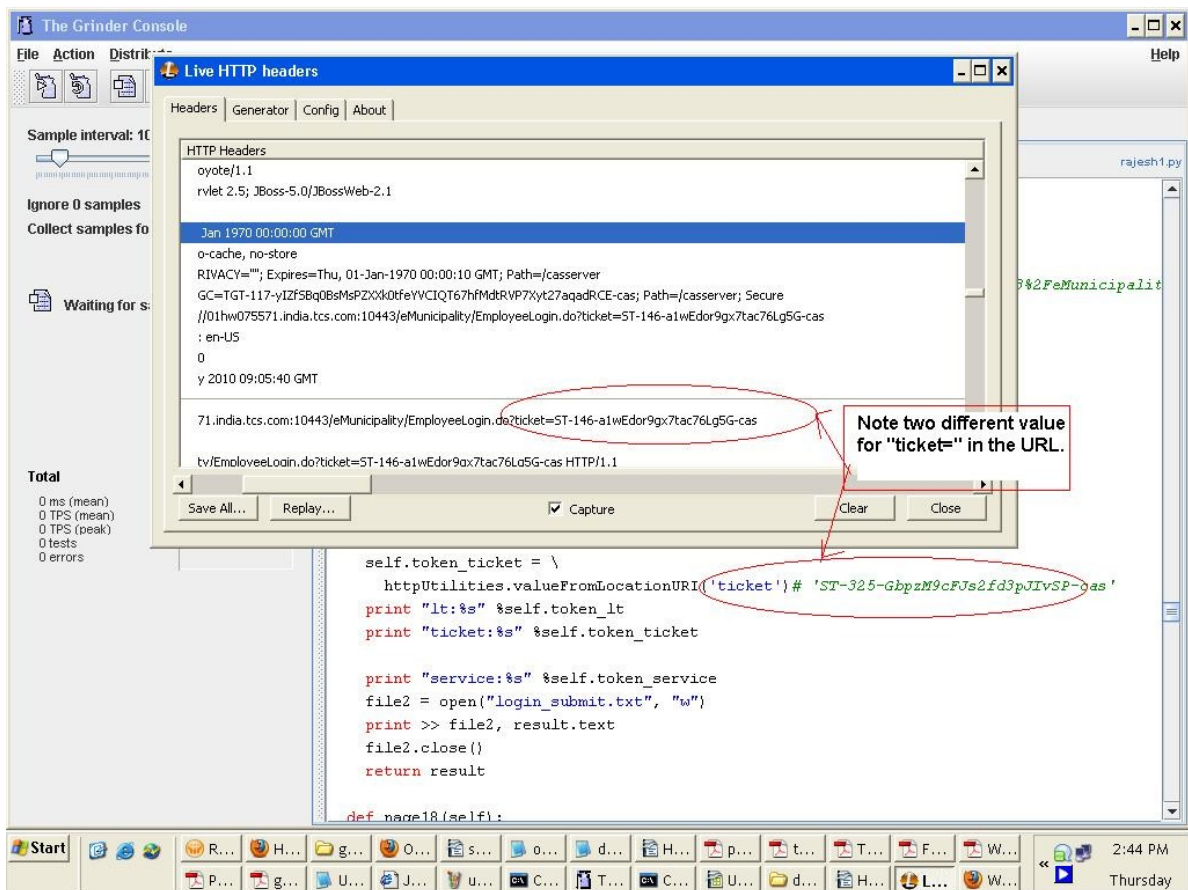 The Grinder Console
File Action Distribute
Help
Live HTTP headers
Headers Generator Config About
Sample interval: 10
HTTP Headers
oyote/1.1
rajesh1.py
rvlet 2.5; JBoss-5.0/JBossWeb-2.1
Ignore 0 samples
Collect samples fo
Jan 1970 00:00:00 GMT
o-cache, no-store
RIVACY=""; Expires=Thu, 01-Jan-1970 00:00:10 GMT; Path=/casserver
GC=TGT-117-yIZfSBq0BsMsPZXXk0tfeYVCIQT67hfMdtRVP7Xyt27aqadRCE-cas; Path=/casserver; Secure
%2FeMunicipalit
Waiting for s
//01hw075571.india.tcs.com:10443/eMunicipality/EmployeeLogin.do?ticket=ST-146-a1wEdor9gx7tac76Lg5G-cas
: en-US
0
y 2010 09:05:40 GMT
71.india.tcs.com:10443/eMunicipality/EmployeeLogin.do?ticket=ST-146-a1wEdor9gx7tac76Lg5G-cas
Note two different value
for "ticket=" in the URL.
ty/EmployeeLogin.do?ticket=ST-146-a1wEdor9gx7tac76Lg5G-cas HTTP/1.1
Total
0 ms (mean)
0 TPS (mean)
0 TPS (peak)
0 tests
0 errors
Save All... Replay... Capture Clear Close
self.token_ticket = \
httpUtilities.valueFromLocationURI('ticket')# 'ST-325-GbpzM9cFJs2fd3pJIvSP-cas'
print "lt:%s" %self.token_lt
print "ticket:%s" %self.token_ticket
print "service:%s" %self.token_service
file2 = open("login_submit.txt", "w")
print >> file2, result.text
file2.close()
return result
def page18(self):
Start R... H... g... O... s... o... d... H... p... t... T... F... W... « 2:44 PM
P... g... U... J... u... C... T... C... U... d... H... L... W... Thursday